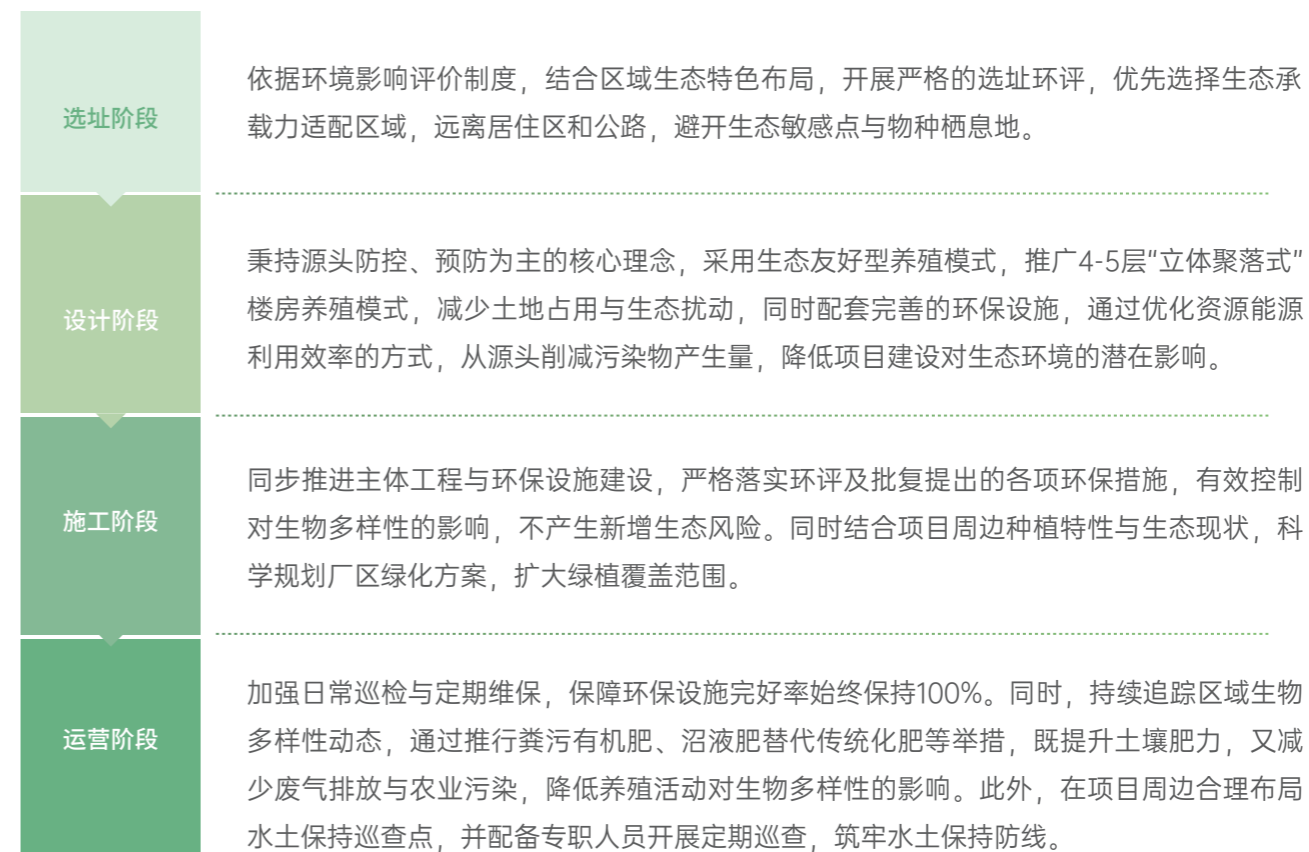 选址阶段
依据环境影响评价制度，结合区域生态特色布局，开展严格的选址环评，优先选择生态承
载力适配区域，远离居住区和公路，避开生态敏感点与物种栖息地。
设计阶段
秉持源头防控、预防为主的核心理念，采用生态友好型养殖模式，推广4-5层“立体聚落式”
楼房养殖模式，减少土地占用与生态扰动，同时配套完善的环保设施，通过优化资源能源
利用效率的方式，从源头削减污染物产生量，降低项目建设对生态环境的潜在影响。
施工阶段
同步推进主体工程与环保设施建设，严格落实环评及批复提出的各项环保措施，有效控制
对生物多样性的影响，不产生新增生态风险。同时结合项目周边种植特性与生态现状，科
学规划厂区绿化方案，扩大绿植覆盖范围。
运营阶段
加强日常巡检与定期维保，保障环保设施完好率始终保持100%。同时，持续追踪区域生物
多样性动态，通过推行粪污有机肥、沼液肥替代传统化肥等举措，既提升土壤肥力，又减
少废气排放与农业污染，降低养殖活动对生物多样性的影响。此外，在项目周边合理布局
水土保持巡查点，并配备专职人员开展定期巡查，筑牢水土保持防线。